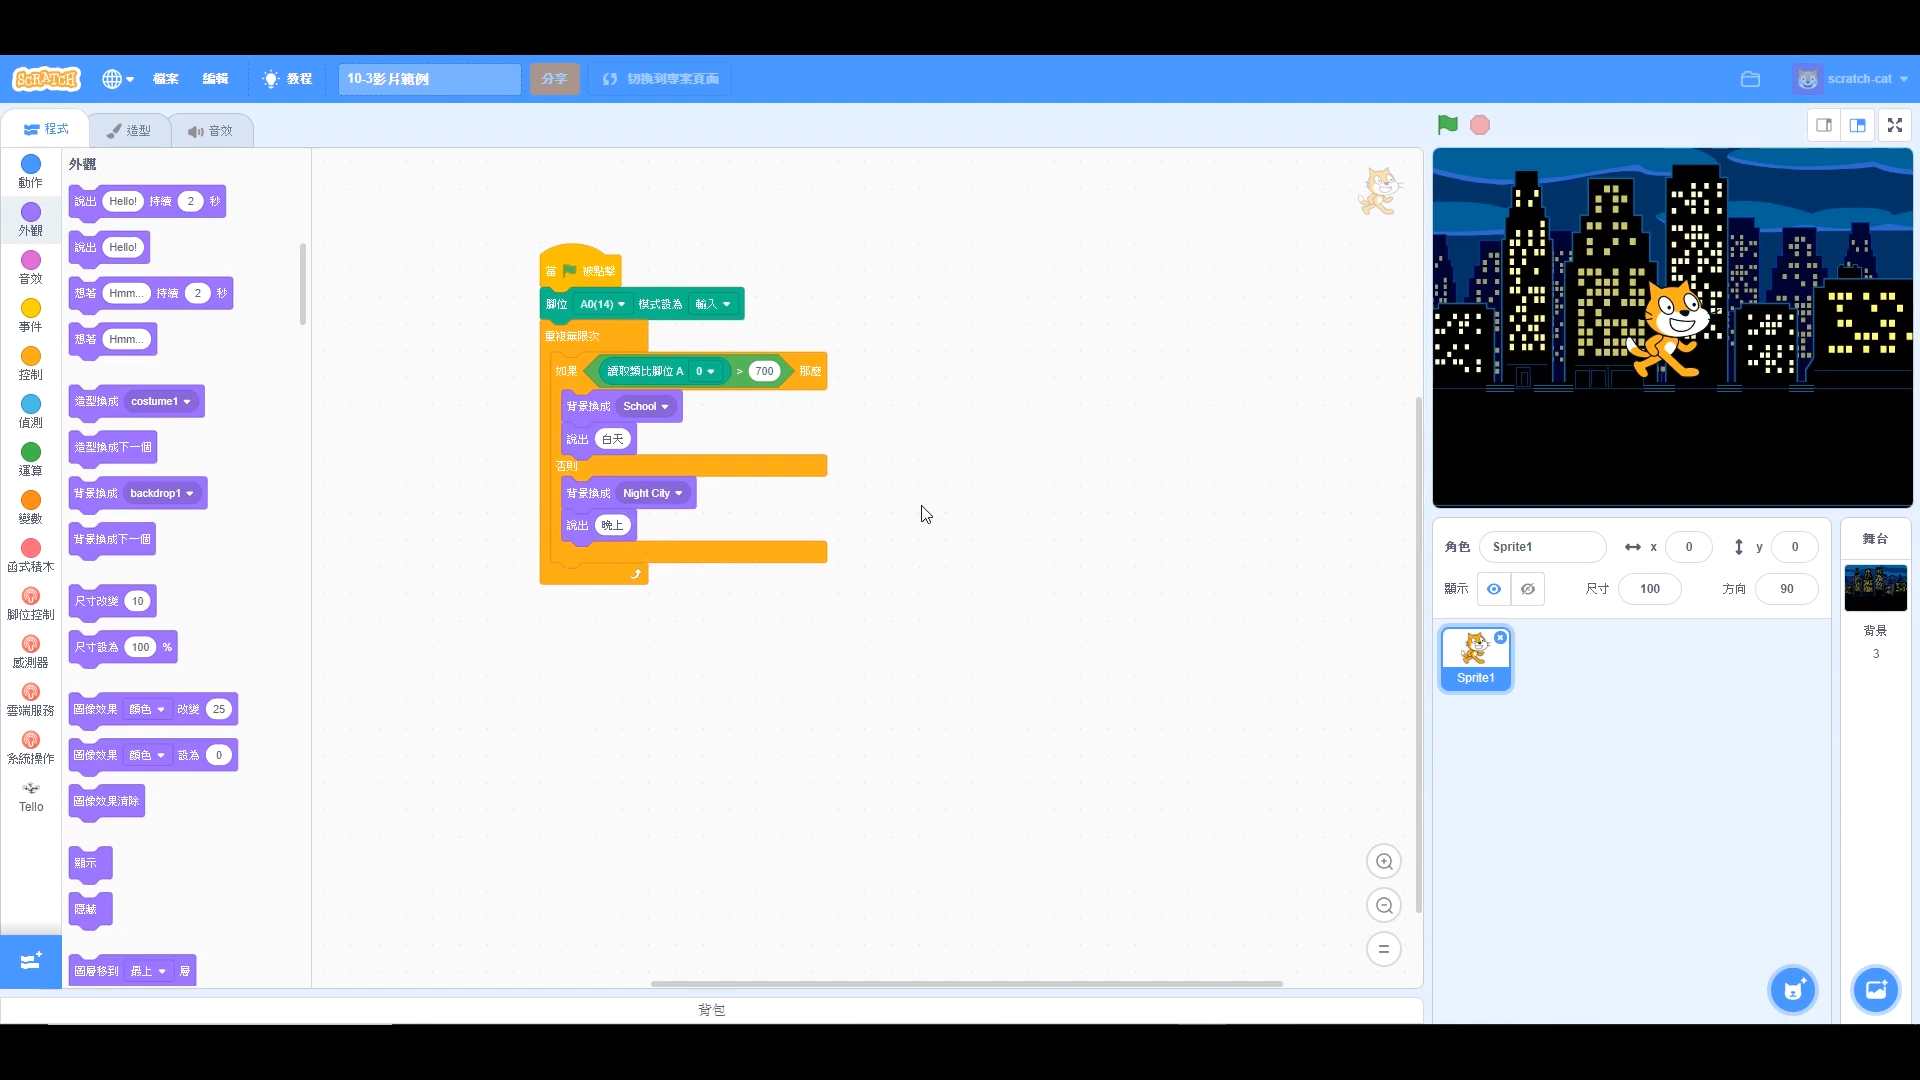 SCRATCH
檔案
編輯
教程
10-3影片範例
分享
切換到專案頁面
scratch-cat
程式
造型
音效
動作
外觀
音效
事件
控制
偵測
運算
變數
函式積木
腳位控制
感測器
雲端服務
系統操作
Tello
外觀
說出 Hello! 持續 2 秒
說出 Hello!
想著 Hmm... 持續 2 秒
想著 Hmm...
造型換成 costume1
造型換成下一個
背景換成 backdrop1
背景換成下一個
尺寸改變 10
尺寸設為 100 %
圖像效果 顏色 改變 25
圖像效果 顏色 設為 0
圖像效果清除
顯示
隱藏
圖層移到 最上 層
當 被點擊
腳位 A0(14) 模式設為 輸入
重複無限次
如果 讀取類比腳位 A 0 > 700 那麼
背景換成 School
說出 白天
否則
背景換成 Night City
說出 晚上
背包
角色 Sprite1 x 0 y 0
顯示 尺寸 100 方向 90
Sprite1
舞台
背景
3